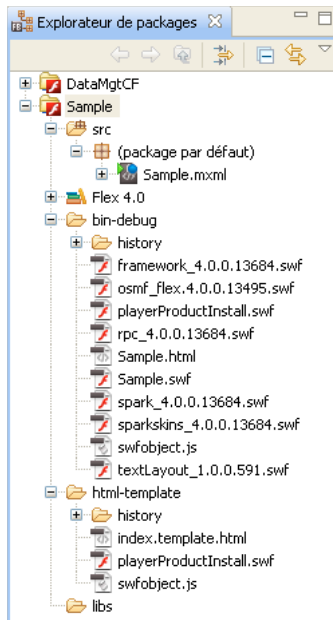 Explorateur de packages
DataMgtCF
Sample
src
(package par défaut)
Sample.mxml
Flex 4.0
bin-debug
history
framework_4.0.0.13684.swf
osmf_flex.4.0.0.13495.swf
playerProductInstall.swf
rpc_4.0.0.13684.swf
Sample.html
Sample.swf
spark_4.0.0.13684.swf
sparkskins_4.0.0.13684.swf
swfobject.js
textLayout_1.0.0.591.swf
html-template
history
index.template.html
playerProductInstall.swf
swfobject.js
libs